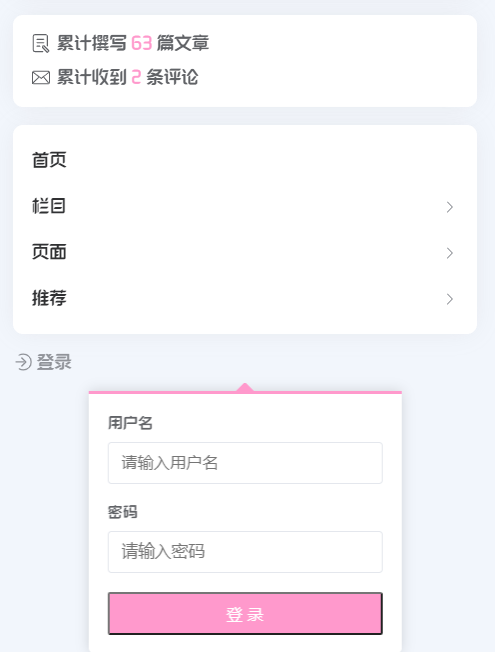 累计撰写 63 篇文章
累计收到 2 条评论
首页
栏目
页面
推荐
登录
用户名
请输入用户名
密码
请输入密码
登 录